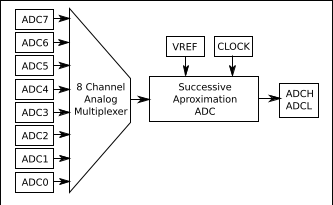 ADC7
ADC6
ADC5
ADC4
ADC3
ADC2
ADC1
ADC0
8 Channel
Analog
Multiplexer
VREF
CLOCK
Successive
Aproximation
ADC
ADCH
ADCL